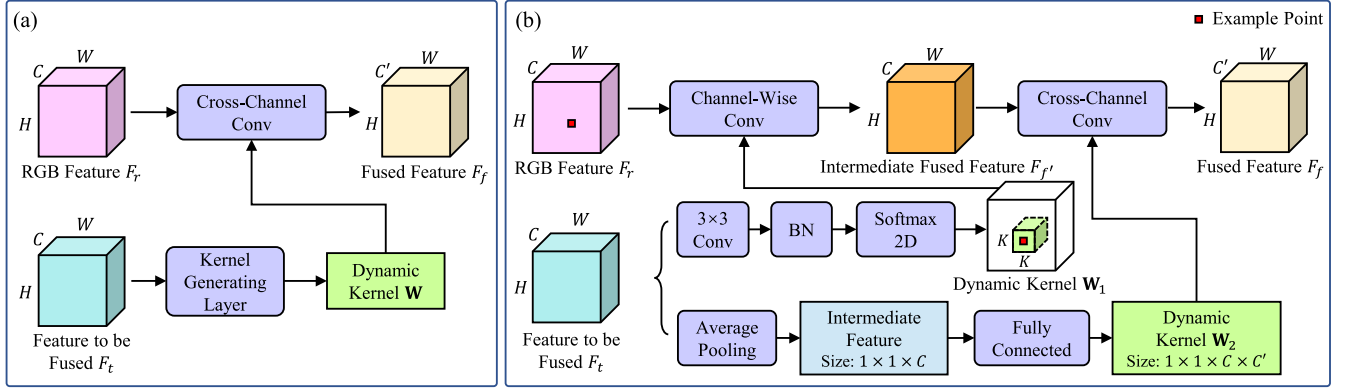 (a)
W
C
H
RGB Feature F_r
Cross-Channel
Conv
W
C′
H
Fused Feature F_f
W
C
H
Feature to be
Fused F_t
Kernel
Generating
Layer
Dynamic
Kernel W
(b)
Example Point
W
C
H
RGB Feature F_r
Channel-Wise
Conv
W
C
H
Intermediate Fused Feature F_f′
Cross-Channel
Conv
W
C′
H
Fused Feature F_f
W
C
H
Feature to be
Fused F_t
3×3
Conv
BN
Softmax
2D
K
K
Dynamic Kernel W₁
Average
Pooling
Intermediate
Feature
Size: 1 × 1 × C
Fully
Connected
Dynamic
Kernel W₂
Size: 1 × 1 × C × C′